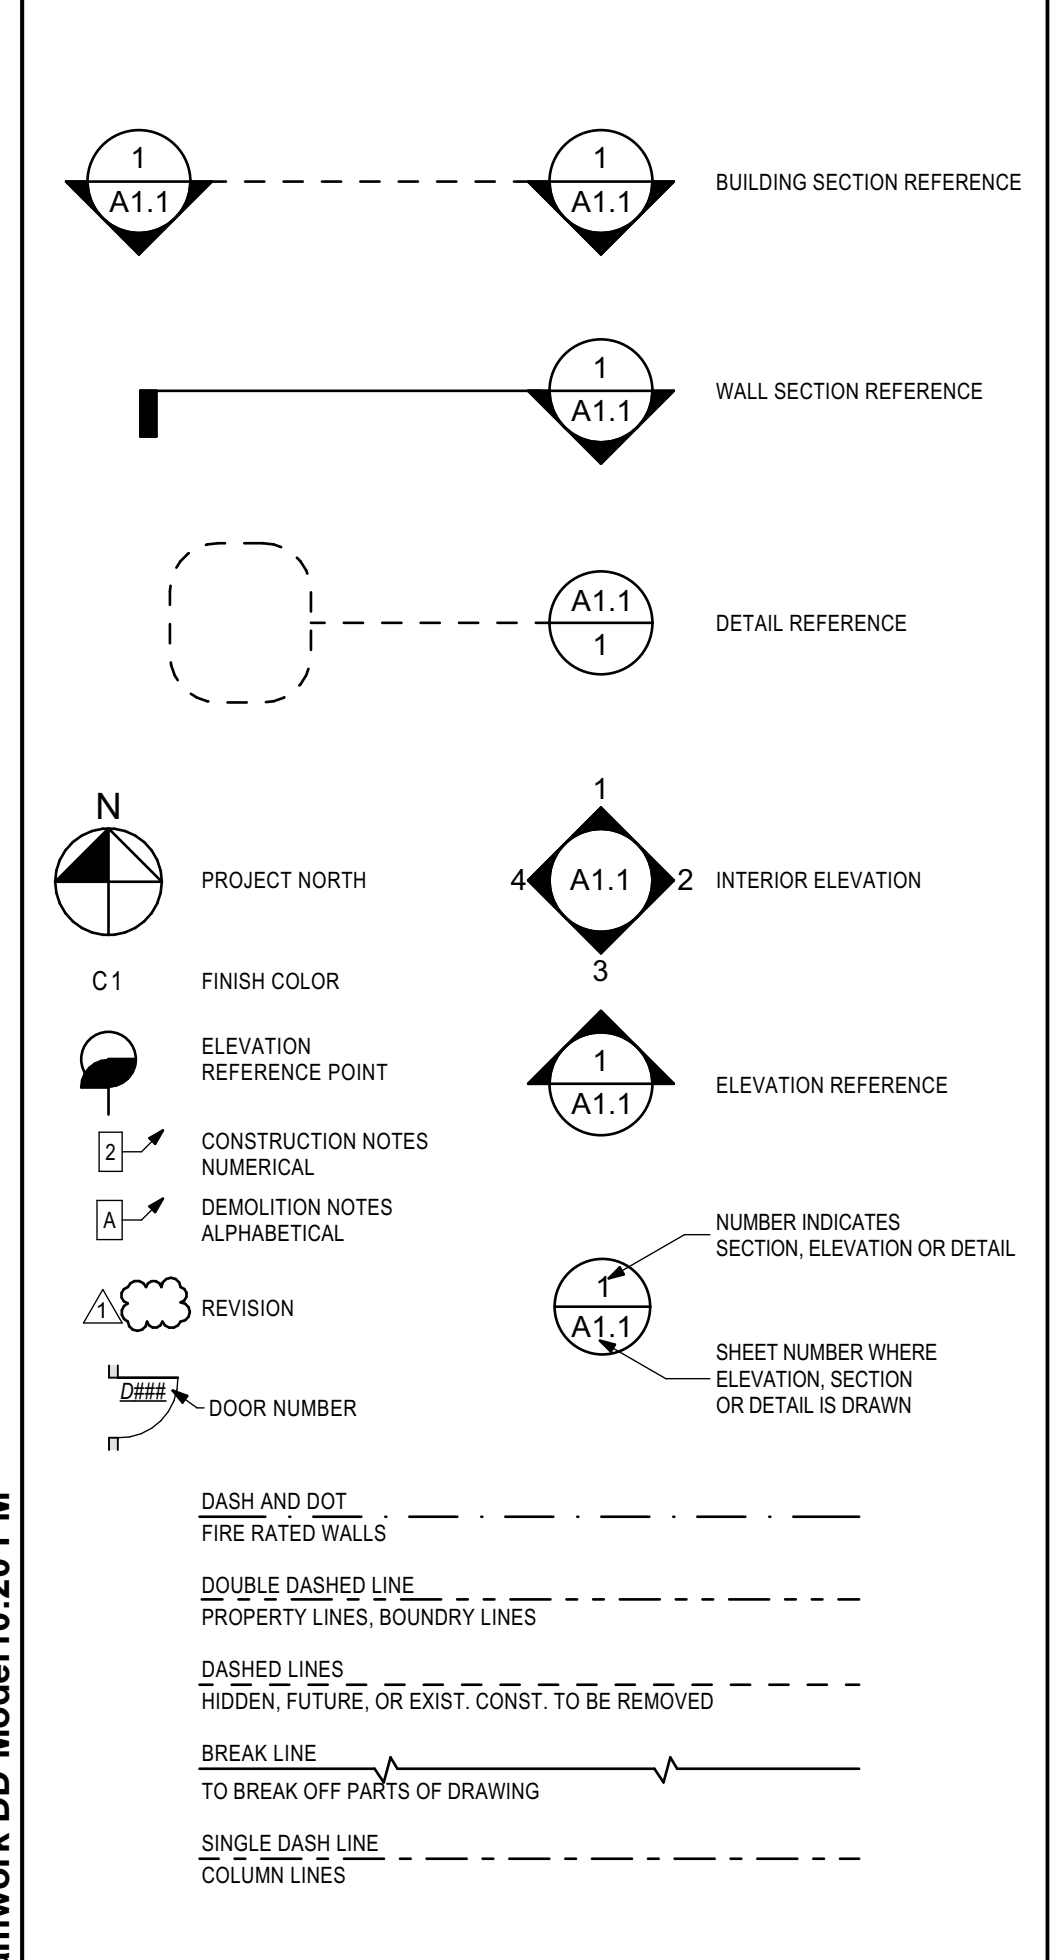 1
A1.1
1
A1.1
BUILDING SECTION REFERENCE
1
A1.1
WALL SECTION REFERENCE
A1.1
1
DETAIL REFERENCE
N
PROJECT NORTH
1
4
A1.1
2
3
INTERIOR ELEVATION
C1
FINISH COLOR
ELEVATION
REFERENCE POINT
1
A1.1
ELEVATION REFERENCE
2
CONSTRUCTION NOTES
NUMERICAL
A
DEMOLITION NOTES
ALPHABETICAL
NUMBER INDICATES
SECTION, ELEVATION OR DETAIL
1
A1.1
SHEET NUMBER WHERE
ELEVATION, SECTION
OR DETAIL IS DRAWN
1
REVISION
D###
DOOR NUMBER
DASH AND DOT
FIRE RATED WALLS
DOUBLE DASHED LINE
PROPERTY LINES, BOUNDRY LINES
DASHED LINES
HIDDEN, FUTURE, OR EXIST. CONST. TO BE REMOVED
BREAK LINE
TO BREAK OFF PARTS OF DRAWING
SINGLE DASH LINE
COLUMN LINES